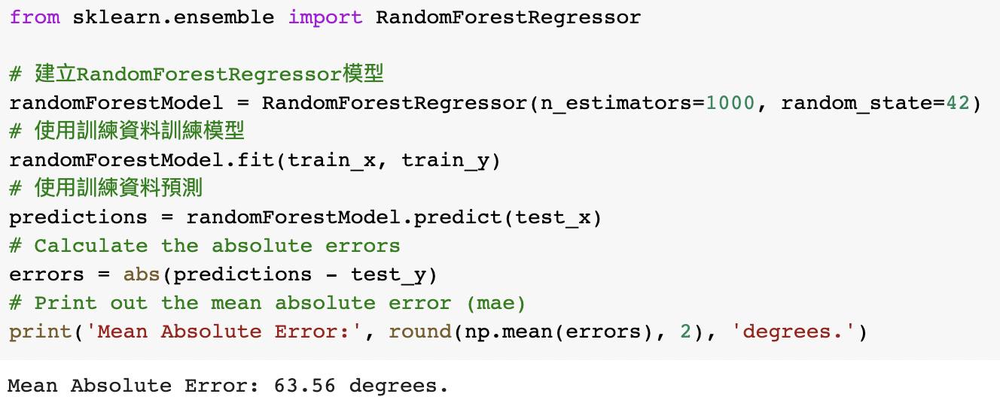 from sklearn.ensemble import RandomForestRegressor
# 建立RandomForestRegressor模型
randomForestModel = RandomForestRegressor(n_estimators=1000, random_state=42)
# 使用訓練資料訓練模型
randomForestModel.fit(train_x, train_y)
# 使用訓練資料預測
predictions = randomForestModel.predict(test_x)
# Calculate the absolute errors
errors = abs(predictions - test_y)
# Print out the mean absolute error (mae)
print('Mean Absolute Error:', round(np.mean(errors), 2), 'degrees.')
Mean Absolute Error: 63.56 degrees.